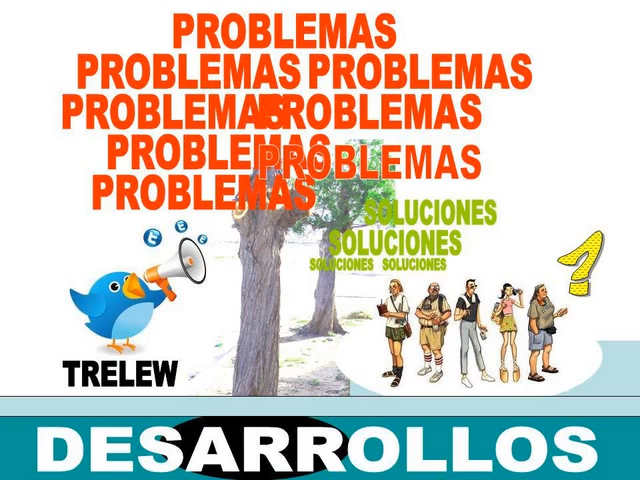 PROBLEMAS
PROBLEMAS PROBLEMAS
PROBLEMAS PROBLEMAS
PROBLEMAS
PROBLEMAS
PROBLEMAS
SOLUCIONES
SOLUCIONES
SOLUCIONES SOLUCIONES
?
TRELEW
DESARROLLOS